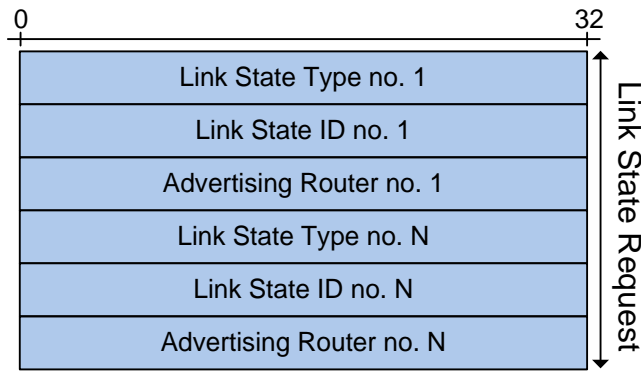 0 32
Link State Type no. 1
Link State ID no. 1
Advertising Router no. 1
Link State Type no. N
Link State ID no. N
Advertising Router no. N
Link State Request